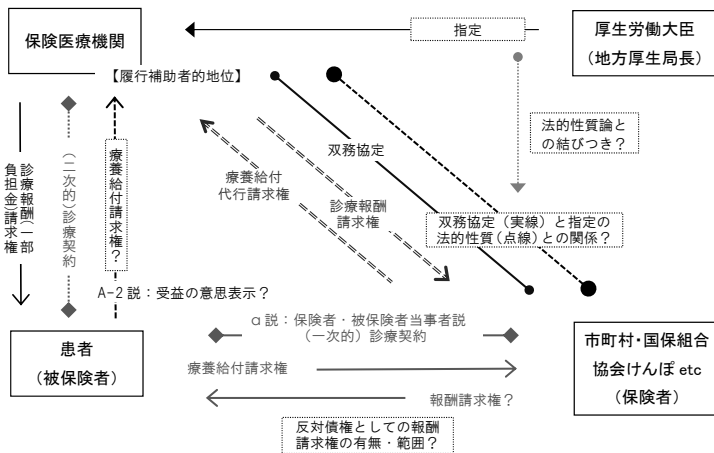 保険医療機関
指定
厚生労働大臣
(地方厚生局長)
【履行補助者的地位】
法的性質論と
の結びつき?
双務協定
療養給付
代行請求権
診療報酬
請求権
診療報酬(一部
負担金)請求権
(二次的)診療契約
療養給付請求権?
双務協定(実線)と指定の
法的性質(点線)との関係?
A−2 説:受益の意思表示?
α説:保険者・被保険者当事者説
(一次的)診療契約
患者
(被保険者)
市町村・国保組合
協会けんぽ etc
(保険者)
療養給付請求権
報酬請求権?
反対債権としての報酬
請求権の有無・範囲?